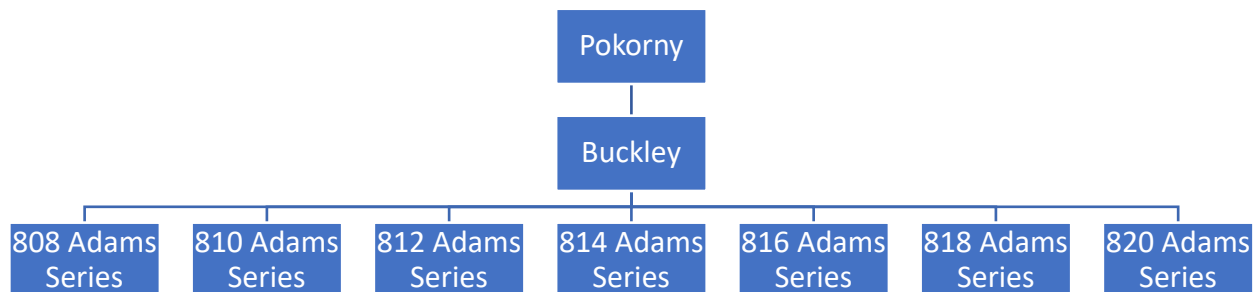 Pokorny
Buckley
808 Adams
Series
810 Adams
Series
812 Adams
Series
814 Adams
Series
816 Adams
Series
818 Adams
Series
820 Adams
Series